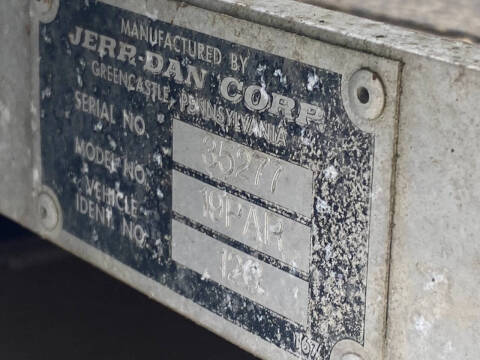 MANUFACTURED BY
JERR-DAN CORP
GREENCASTLE, PENNSYLVANIA
SERIAL NO. 35277
MODEL NO. 19PAR
VEHICLE
IDENT. NO.